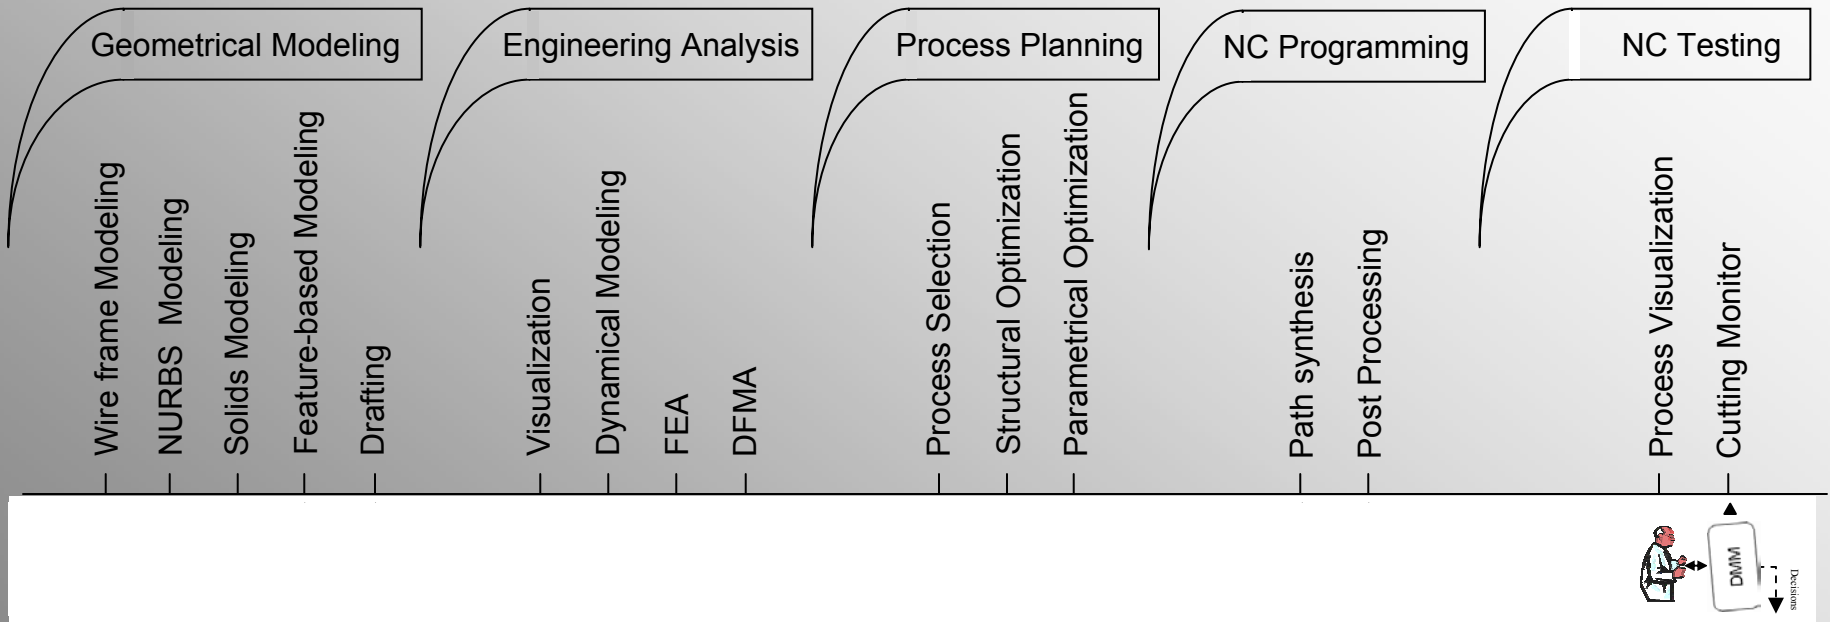 Geometrical Modeling
Engineering Analysis
Process Planning
NC Programming
NC Testing
Wire frame Modeling
NURBS Modeling
Solids Modeling
Feature-based Modeling
Drafting
Visualization
Dynamical Modeling
FEA
DFMA
Process Selection
Structural Optimization
Parametrical Optimization
Path synthesis
Post Processing
Process Visualization
Cutting Monitor
DMM
Decisions